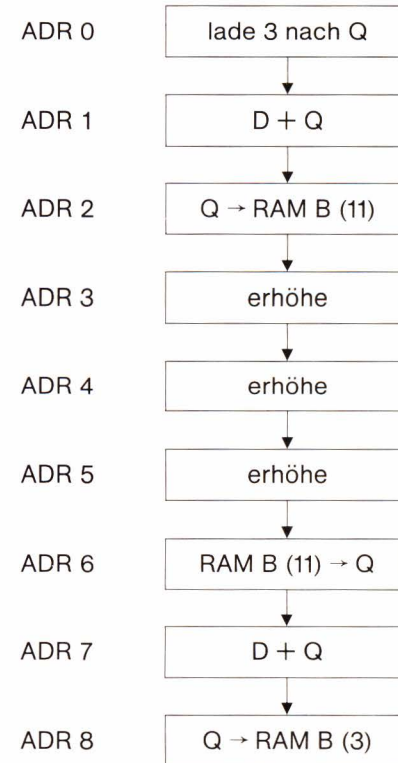 ADR 0 lade 3 nach Q
ADR 1 D + Q
ADR 2 Q → RAM B (11)
ADR 3 erhöhe
ADR 4 erhöhe
ADR 5 erhöhe
ADR 6 RAM B (11) → Q
ADR 7 D + Q
ADR 8 Q → RAM B (3)